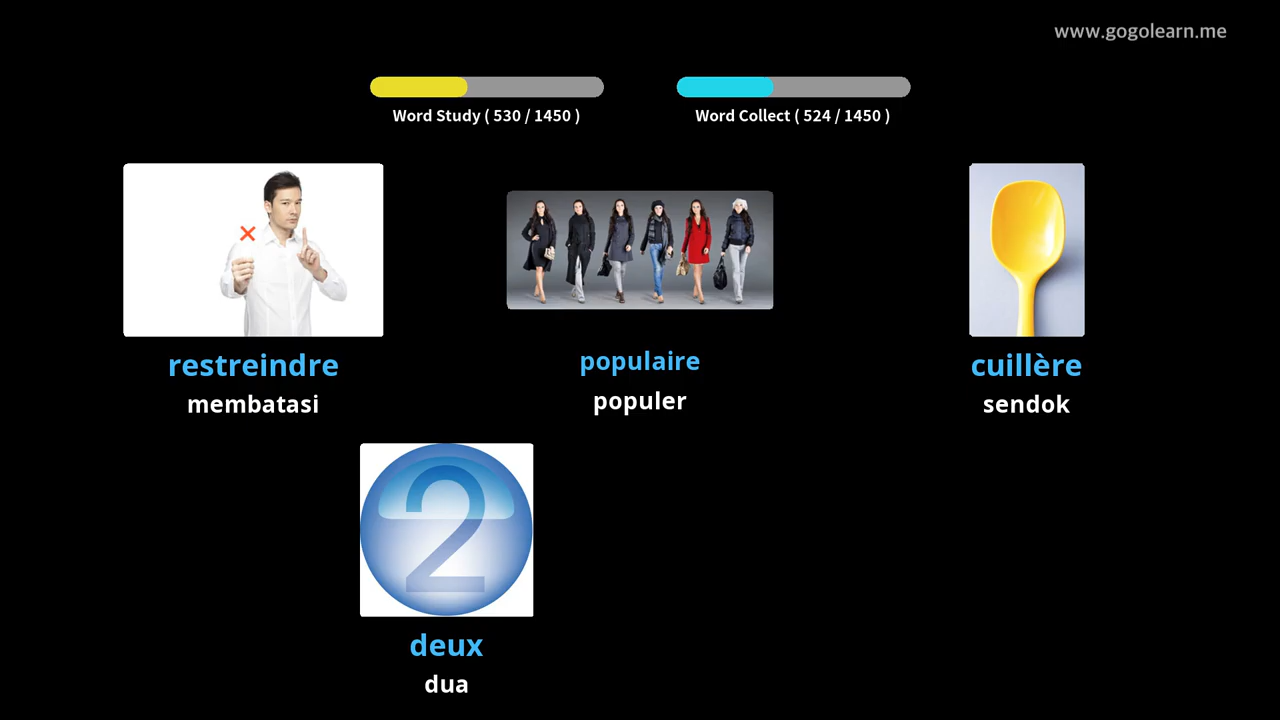 www.gogolearn.me
Word Study ( 530 / 1450 )
Word Collect ( 524 / 1450 )
restreindre
membatasi
populaire
populer
cuillère
sendok
2
deux
dua